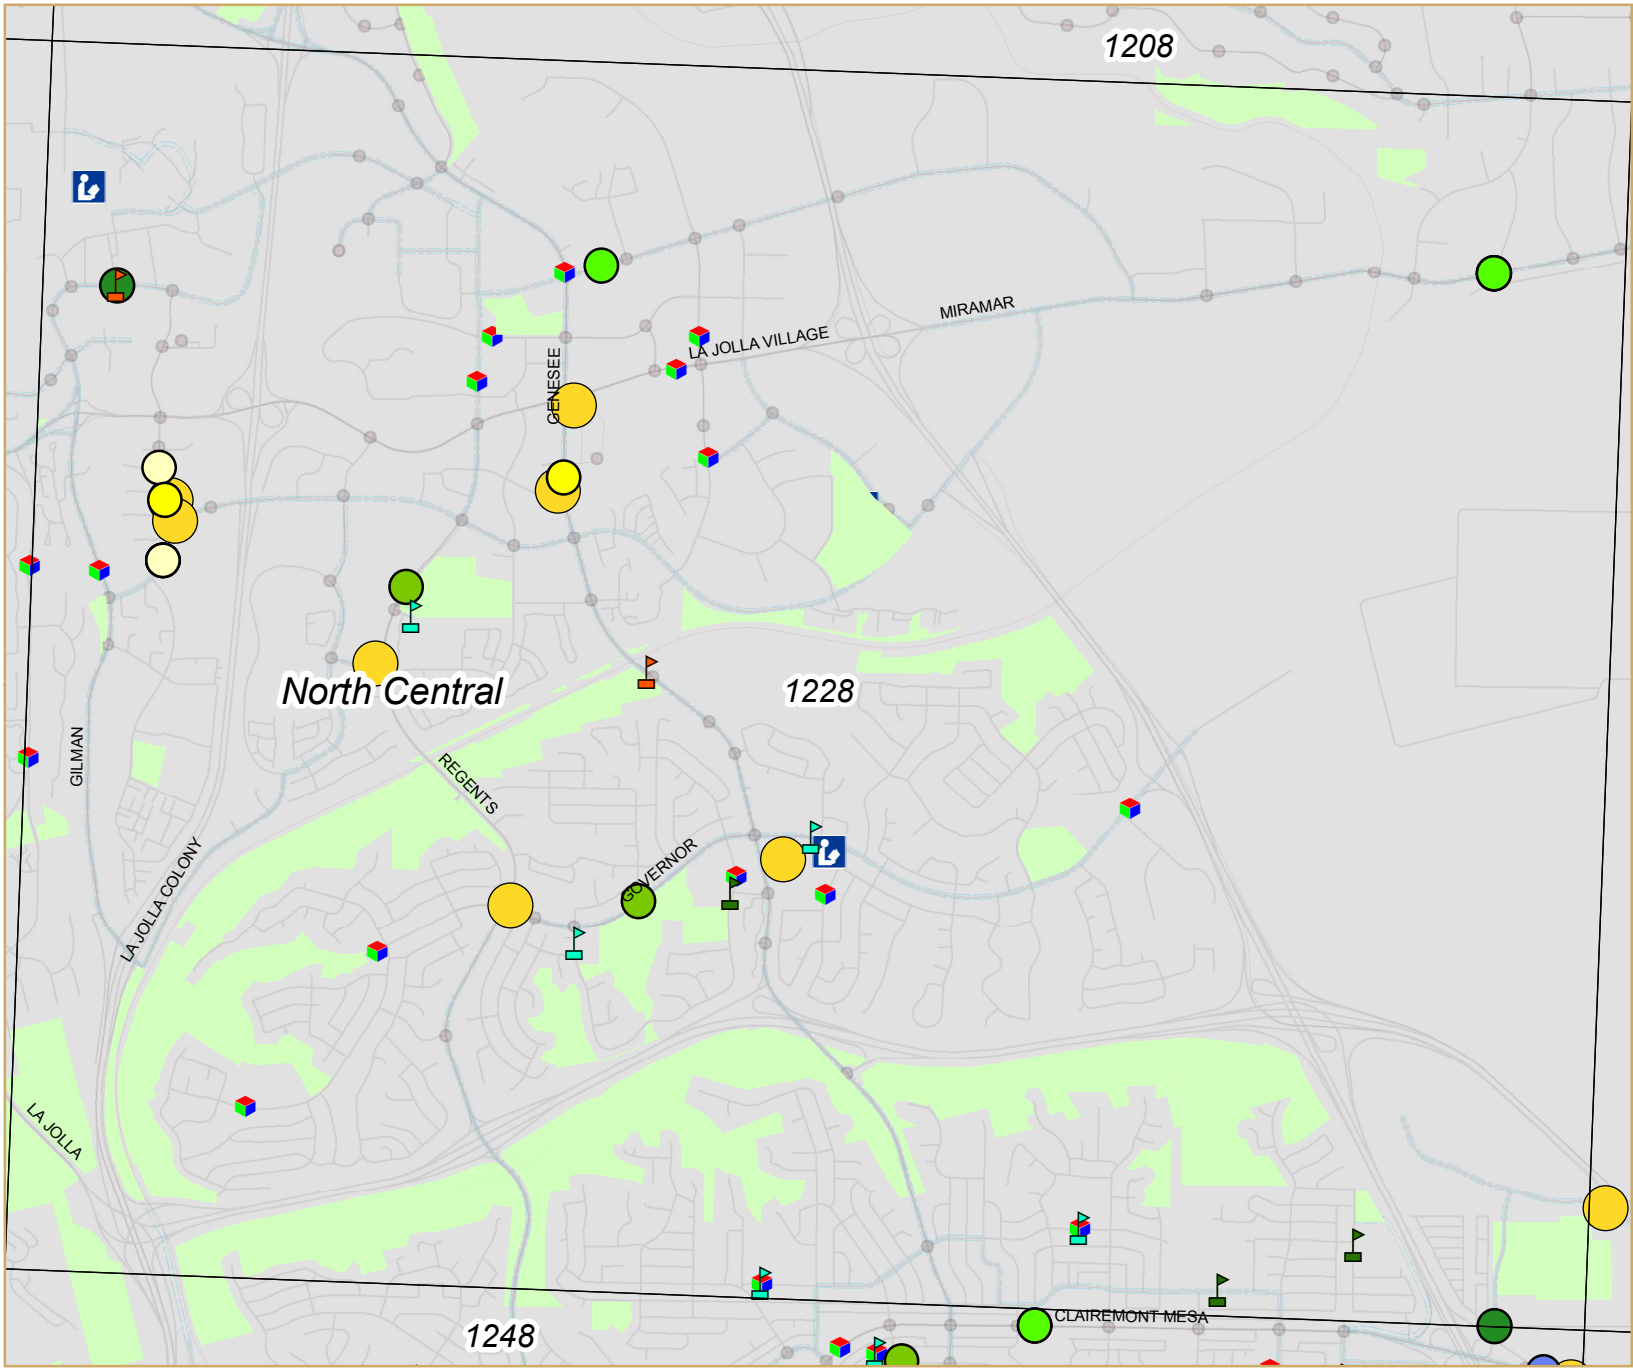 1208
MIRAMAR
LA JOLLA VILLAGE
GENESEE
North Central
1228
GILMAN
REGENTS
LA JOLLA COLONY
GOVERNOR
LA JOLLA
CLAIREMONT MESA
1248